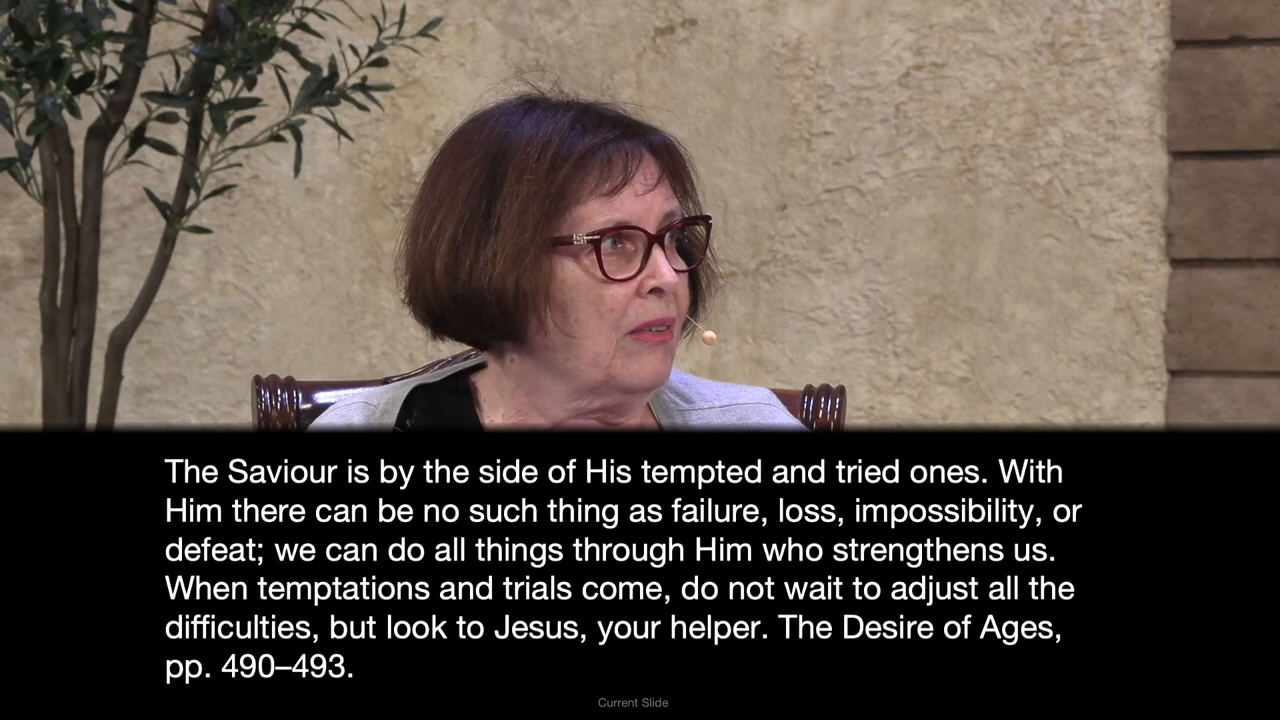 The Saviour is by the side of His tempted and tried ones. With
Him there can be no such thing as failure, loss, impossibility, or
defeat; we can do all things through Him who strengthens us.
When temptations and trials come, do not wait to adjust all the
difficulties, but look to Jesus, your helper. The Desire of Ages,
pp. 490–493.
Current Slide